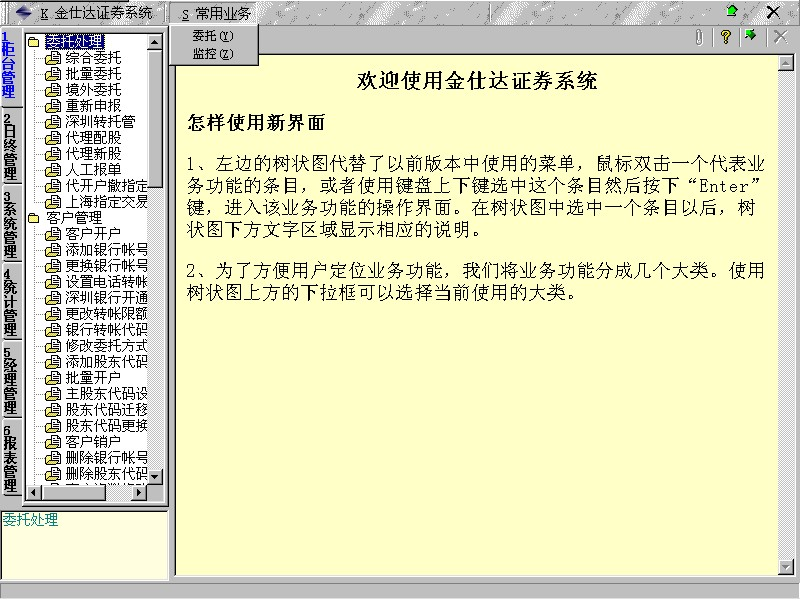 K 金仕达证券系统
S 常用业务
委托(Y)
监控(Z)
1柜台管理
2日终管理
3系统管理
4统计管理
5经理管理
6报表管理
委托处理
综合委托
批量委托
境外委托
重新申报
深圳转托管
代理配股
代理新股
人工报单
代开户撤指定
上海指定交易
客户管理
客户开户
添加银行帐号
更换银行帐号
设置电话转帐
深圳银行开通
更改转帐限额
银行转帐代码
修改委托方式
添加股东代码
批量开户
主股东代码设
股东代码迁移
股东代码更换
客户销户
删除银行帐号
删除股东代码
委托处理
欢迎使用金仕达证券系统
怎样使用新界面
1、左边的树状图代替了以前版本中使用的菜单，鼠标双击一个代表业
务功能的条目，或者使用键盘上下键选中这个条目然后按下“Enter”
键，进入该业务功能的操作界面。在树状图中选中一个条目以后，树
状图下方文字区域显示相应的说明。
2、为了方便用户定位业务功能，我们将业务功能分成几个大类。使用
树状图上方的下拉框可以选择当前使用的大类。